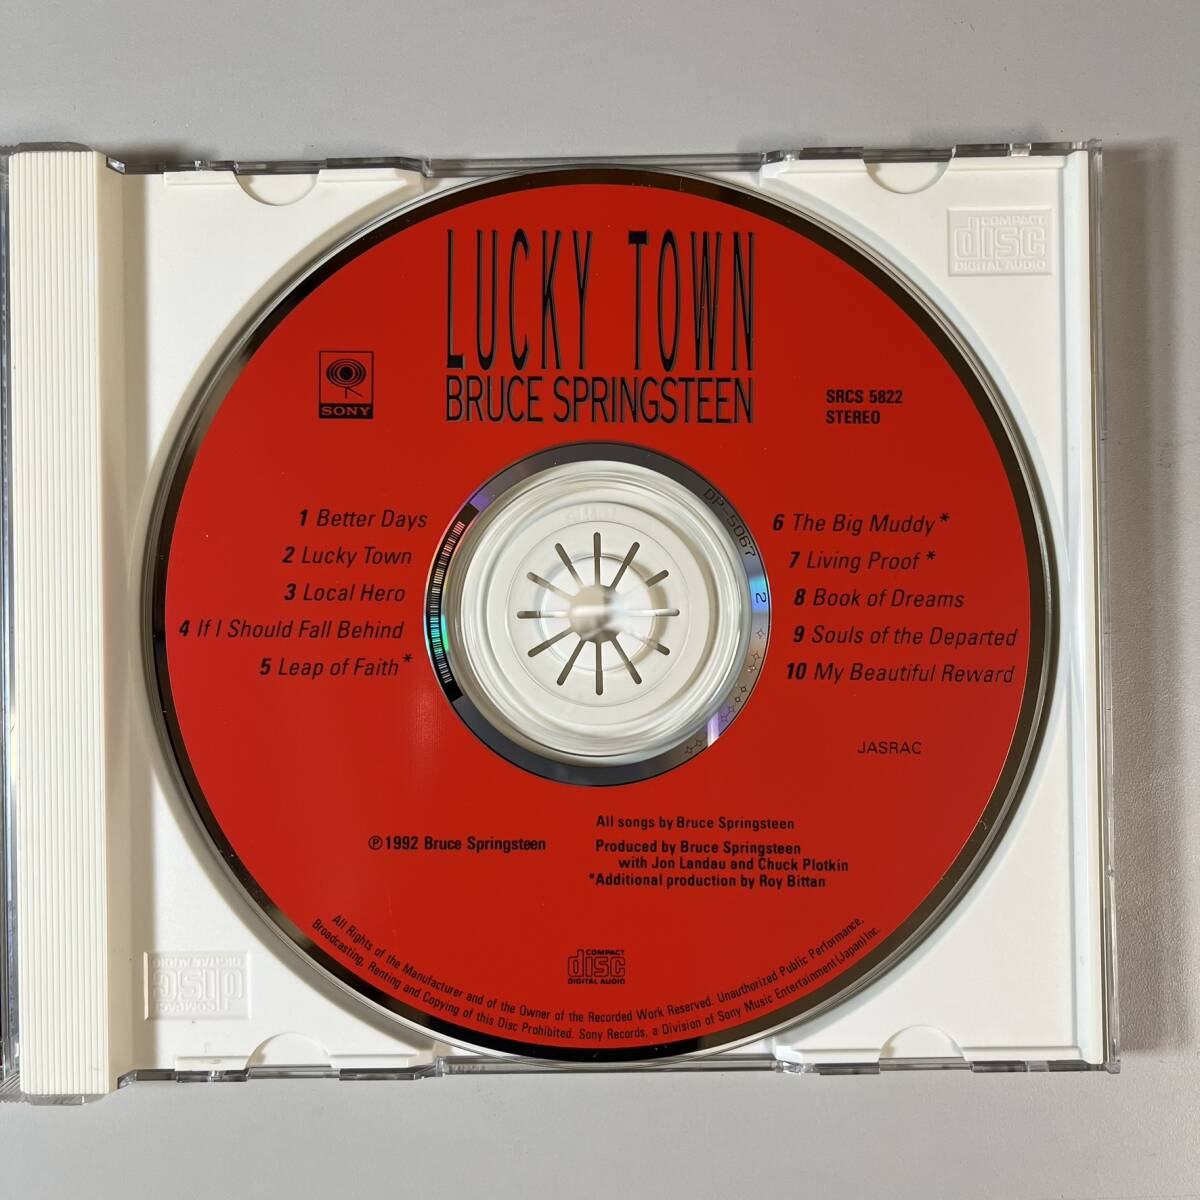 LUCKY TOWN
BRUCE SPRINGSTEEN
SONY
SRCS 5822
STEREO
COMPACT
disc
DIGITAL AUDIO
1 Better Days
2 Lucky Town
3 Local Hero
4 If I Should Fall Behind
5 Leap of Faith*
6 The Big Muddy*
7 Living Proof*
8 Book of Dreams
9 Souls of the Departed
10 My Beautiful Reward
DP-5067 2
JASRAC
℗1992 Bruce Springsteen
All songs by Bruce Springsteen
Produced by Bruce Springsteen
with Jon Landau and Chuck Plotkin
*Additional production by Roy Bittan
COMPACT
disc
DIGITAL AUDIO
All Rights of the Manufacturer and of the Owner of the Recorded Work Reserved. Unauthorized Public Performance,
Broadcasting, Renting and Copying of this Disc Prohibited. Sony Records, a Division of Sony Music Entertainment (Japan) Inc.
COMPACT
disc
DIGITAL AUDIO